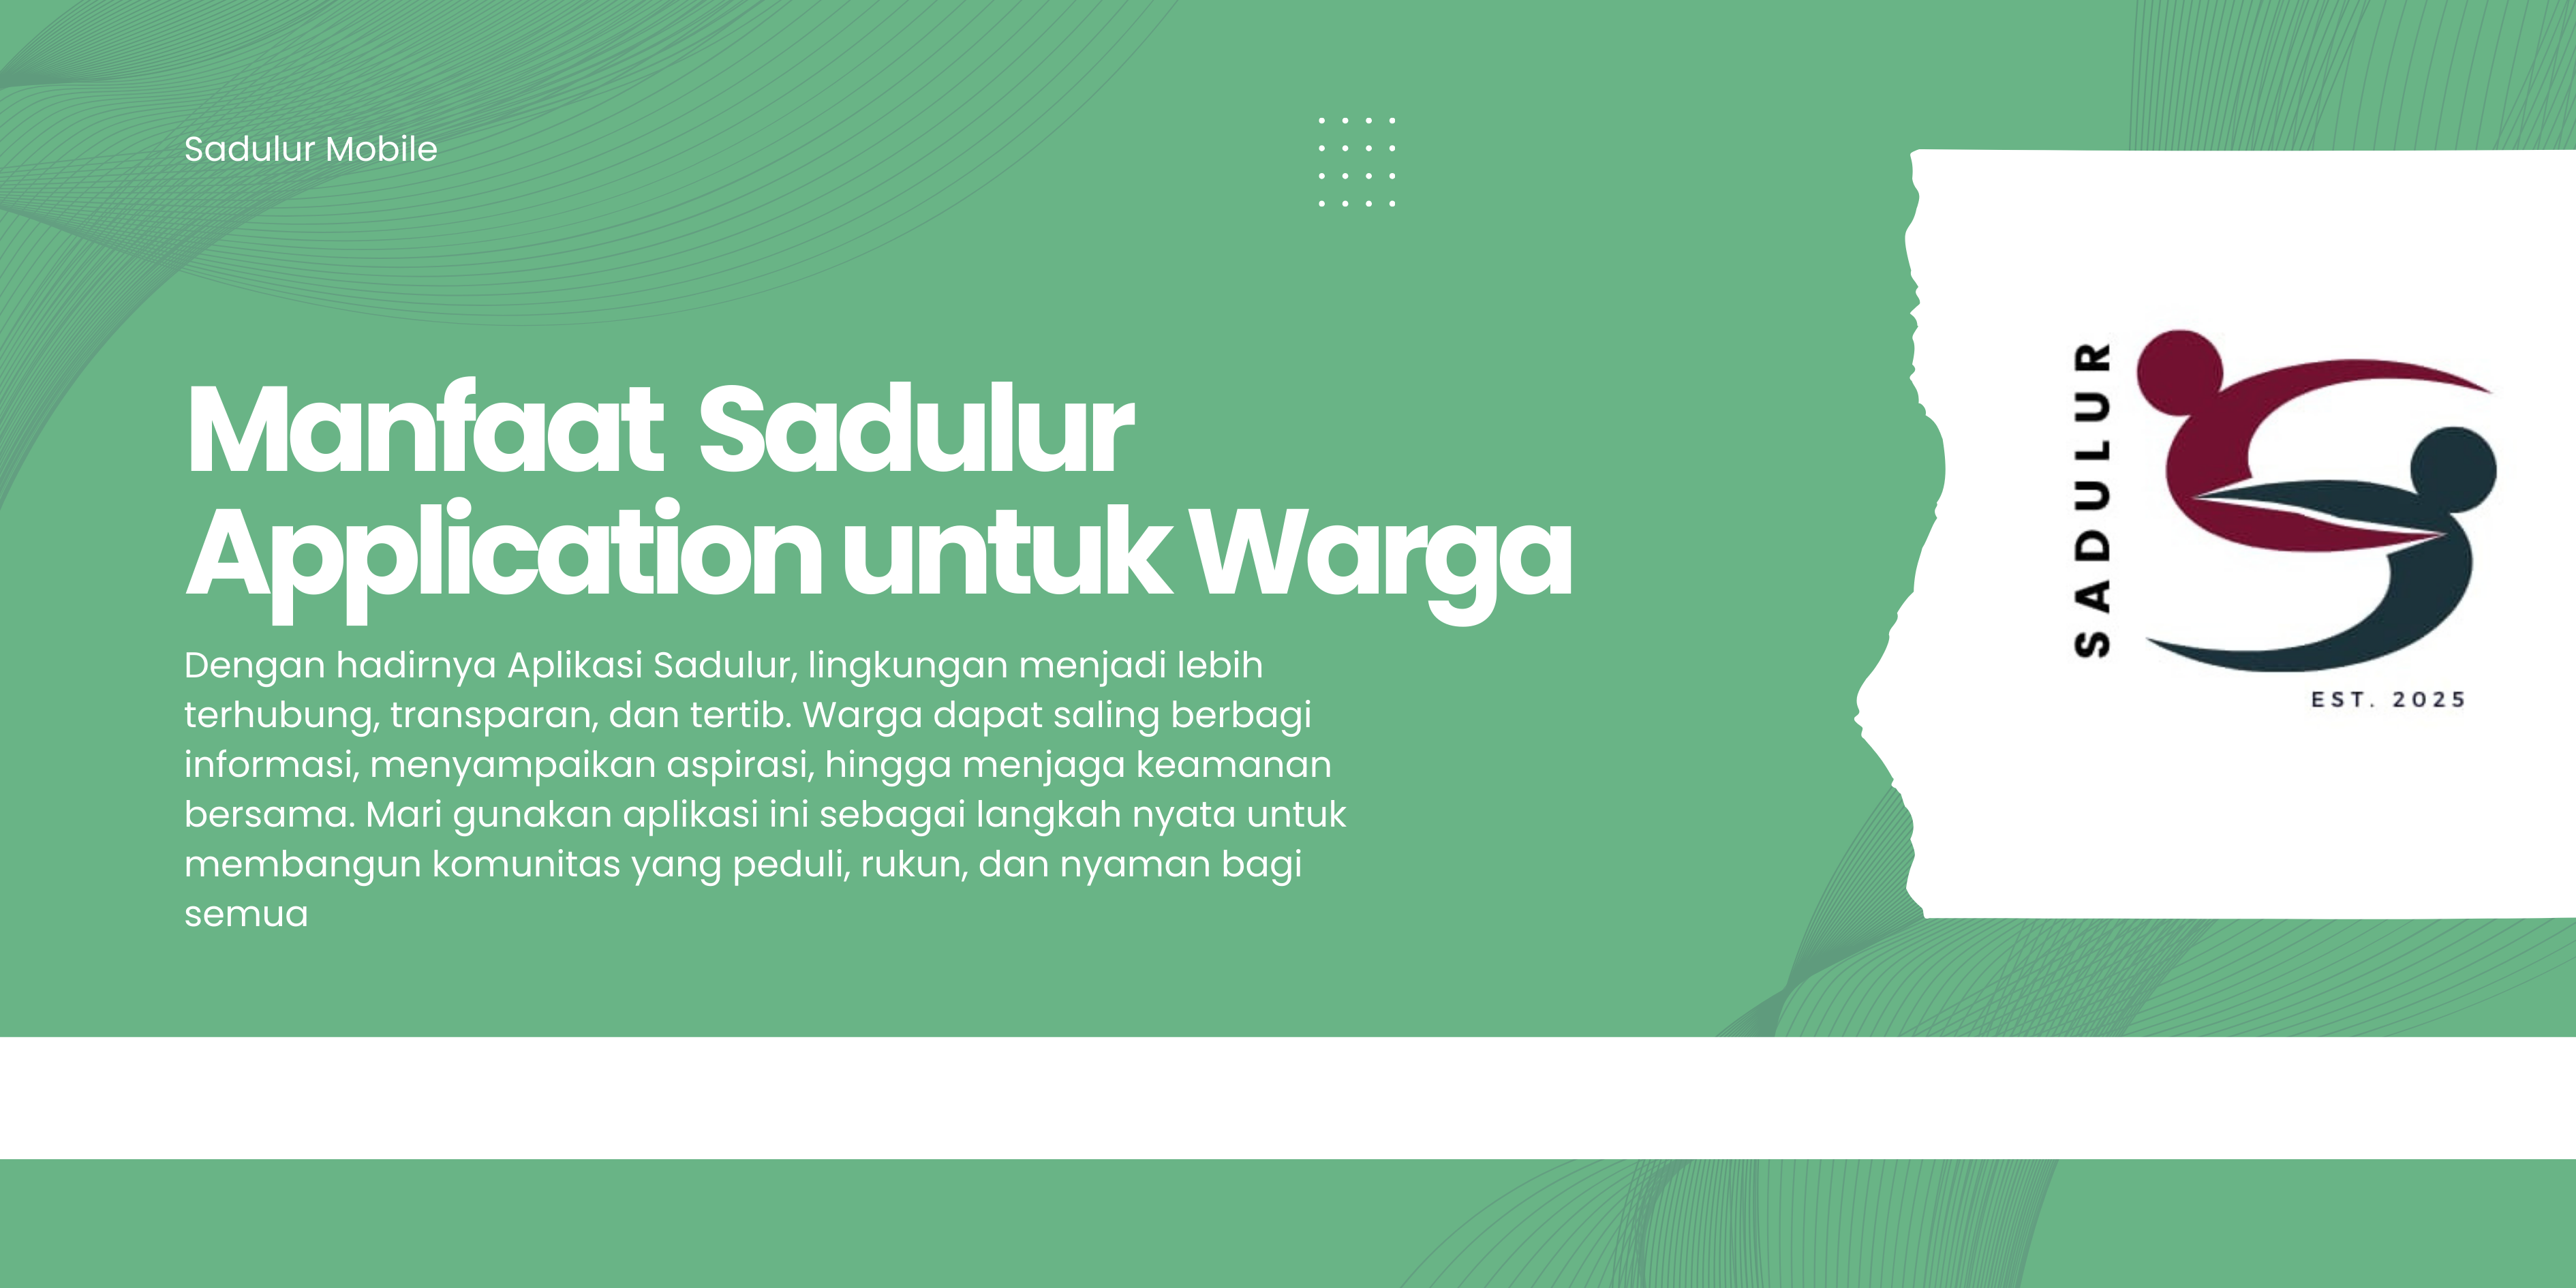 Sadulur Mobile
Manfaat Sadulur
Application untuk Warga
Dengan hadirnya Aplikasi Sadulur, lingkungan menjadi lebih
terhubung, transparan, dan tertib. Warga dapat saling berbagi
informasi, menyampaikan aspirasi, hingga menjaga keamanan
bersama. Mari gunakan aplikasi ini sebagai langkah nyata untuk
membangun komunitas yang peduli, rukun, dan nyaman bagi
semua
SADULUR
EST. 2025